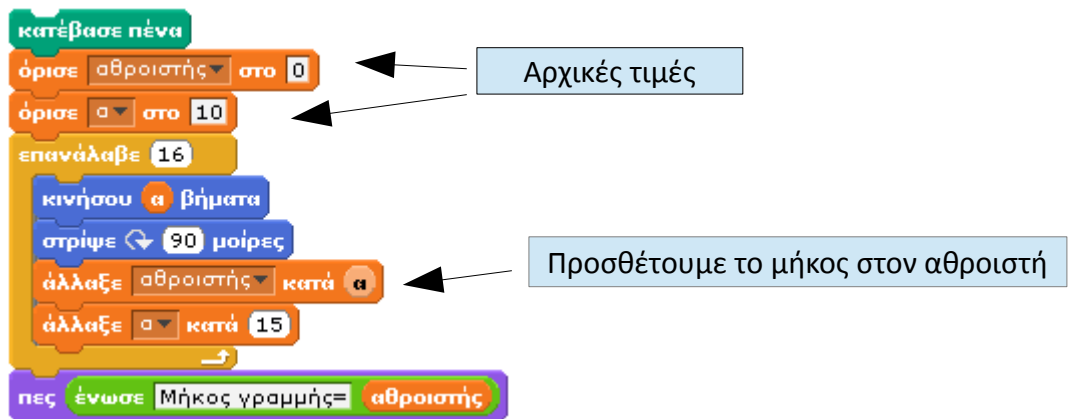 κατέβασε πένα
όρισε αθροιστής στο 0
Αρχικές τιμές
όρισε α στο 10
επανάλαβε 16
κινήσου α βήματα
στρίψε 90 μοίρες
Προσθέτουμε το μήκος στον αθροιστή
άλλαξε αθροιστής κατά α
άλλαξε α κατά 15
πες ένωσε Μήκος γραμμής= αθροιστής